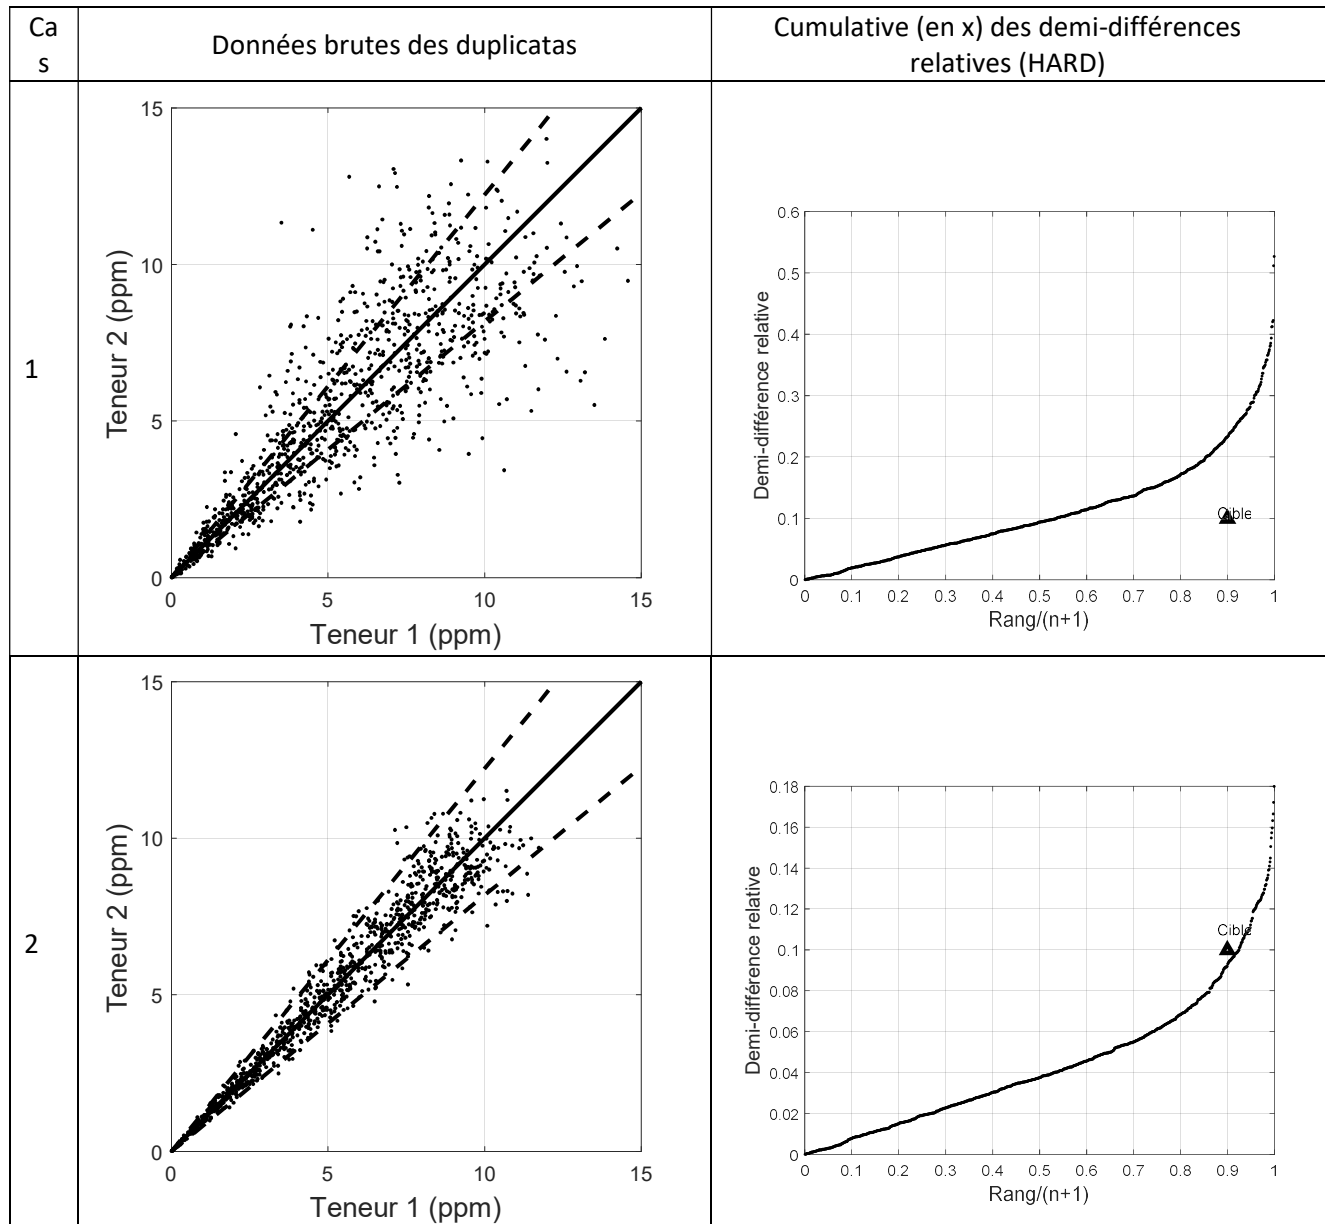 Ca
s
Données brutes des duplicatas
Cumulative (en x) des demi-différences
relatives (HARD)
1
15
10
5
0
Teneur 2 (ppm)
0 5 10 15
Teneur 1 (ppm)
0.6
0.5
0.4
0.3
0.2
0.1
0
Demi-différence relative
Cible
0 0.1 0.2 0.3 0.4 0.5 0.6 0.7 0.8 0.9 1
Rang/(n+1)
2
15
10
5
0
Teneur 2 (ppm)
0 5 10 15
Teneur 1 (ppm)
0.18
0.16
0.14
0.12
0.1
0.08
0.06
0.04
0.02
0
Demi-différence relative
Cible
0 0.1 0.2 0.3 0.4 0.5 0.6 0.7 0.8 0.9 1
Rang/(n+1)